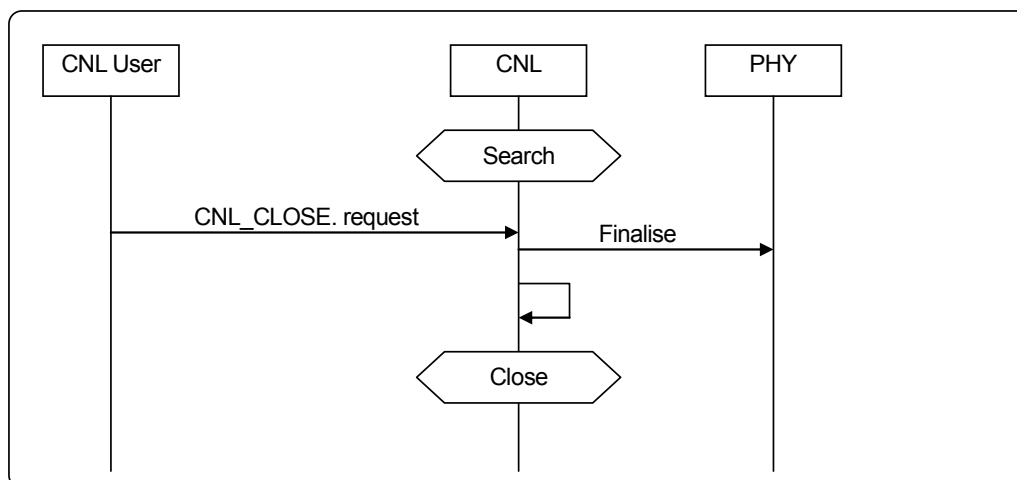 CNL User
CNL
PHY
Search
CNL_CLOSE. request
Finalise
Close